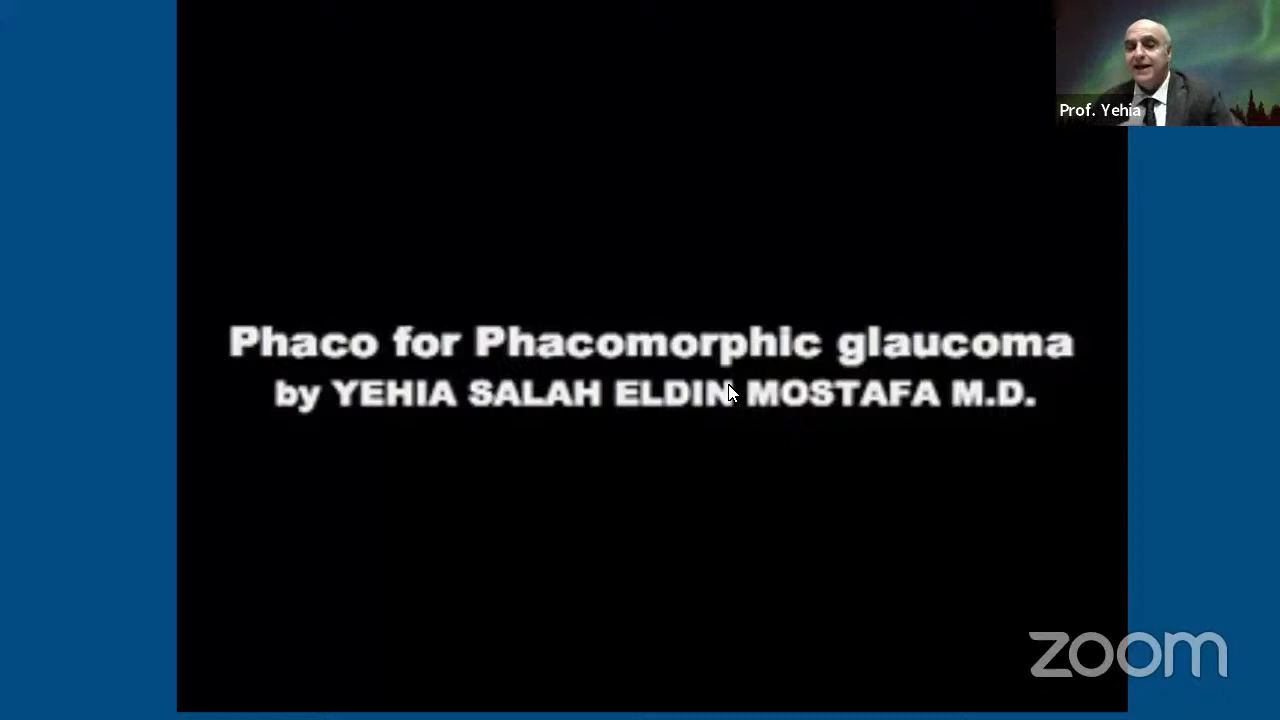 Prof. Yehia
Phaco for Phacomorphic glaucoma
by YEHIA SALAH ELDIN MOSTAFA M.D.
zoom